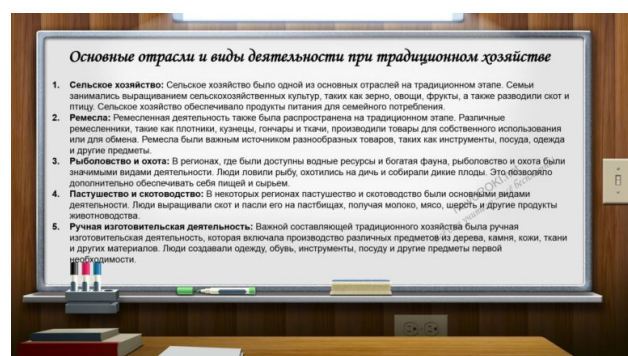 Основные отрасли и виды деятельности при традиционном хозяйстве
1. Сельское хозяйство: Сельское хозяйство было одной из основных отраслей на традиционном этапе. Семьи
занимались выращиванием сельскохозяйственных культур, таких как зерно, овощи, фрукты, а также разводили скот и
птицу. Сельское хозяйство обеспечивало продукты питания для семейного потребления.
2. Ремесла: Ремесленная деятельность также была распространена на традиционном этапе. Различные
ремесленники, такие как плотники, кузнецы, гончары и ткачи, производили товары для собственного использования
или для обмена. Ремесла были важным источником разнообразных товаров, таких как инструменты, посуда, одежда
и другие предметы.
3. Рыболовство и охота: В регионах, где были доступны водные ресурсы и богатая фауна, рыболовство и охота были
значимыми видами деятельности. Люди ловили рыбу, охотились на дичь и собирали дикие плоды. Это позволяло
дополнительно обеспечивать себя пищей и сырьем.
4. Пастушество и скотоводство: В некоторых регионах пастушество и скотоводство были основными видами
деятельности. Люди выращивали скот и пасли его на пастбищах, получая молоко, мясо, шерсть и другие продукты
животноводства.
5. Ручная изготовительская деятельность: Важной составляющей традиционного хозяйства была ручная
изготовительская деятельность, которая включала производство различных предметов из дерева, камня, кожи, ткани
и других материалов. Люди создавали одежду, обувь, инструменты, посуду и другие предметы первой
необходимости.